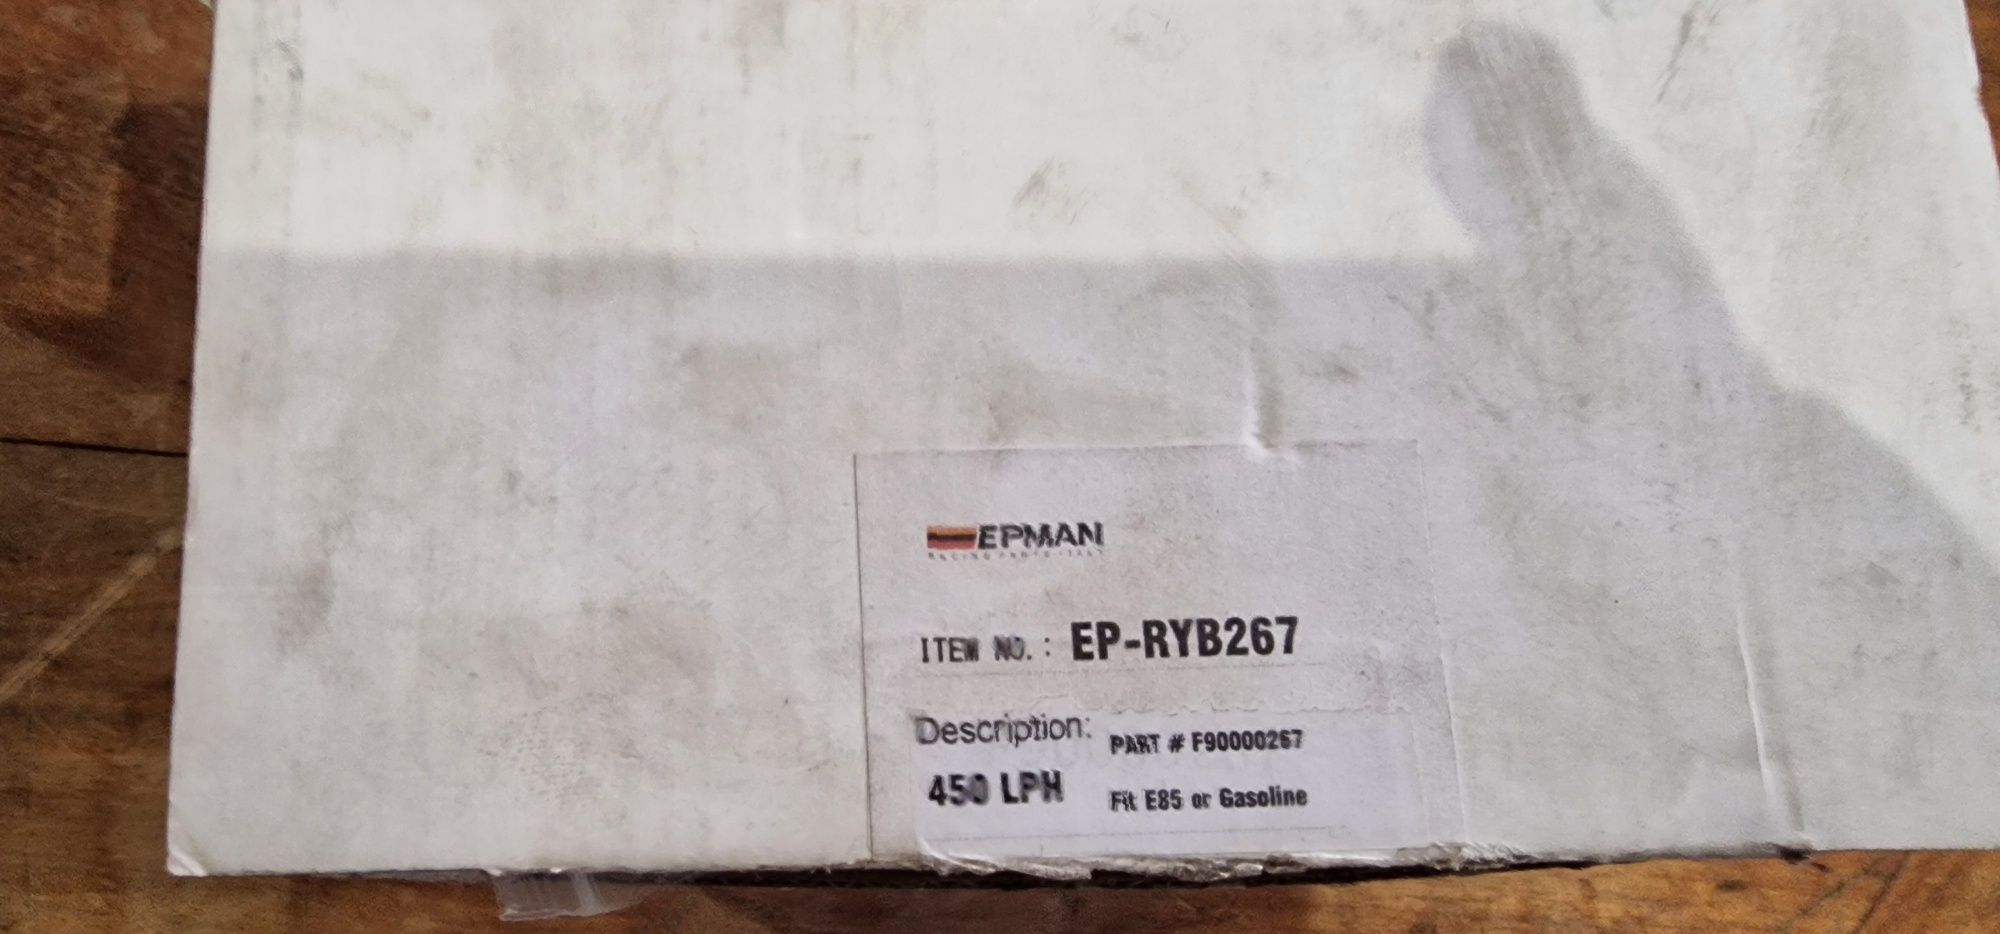 EPMAN
ITEM NO.: EP-RYB267
Description: PART # F90000267
450 LPH Fit E85 or Gasoline